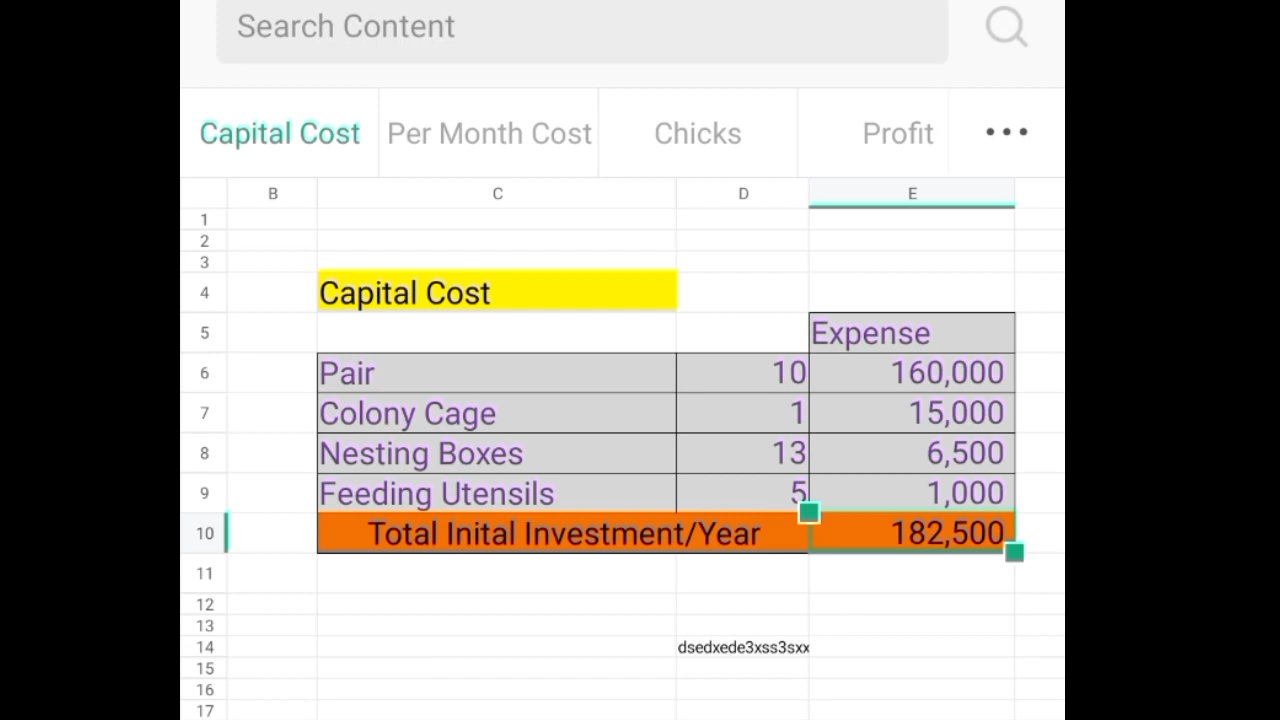 Search Content
Capital Cost Per Month Cost Chicks Profit •••
B C D E
1
2
3
4 Capital Cost
5 Expense
6 Pair 10 160,000
7 Colony Cage 1 15,000
8 Nesting Boxes 13 6,500
9 Feeding Utensils 5 1,000
10 Total Inital Investment/Year 182,500
11
12
13
14 dsedxede3xss3sxx
15
16
17